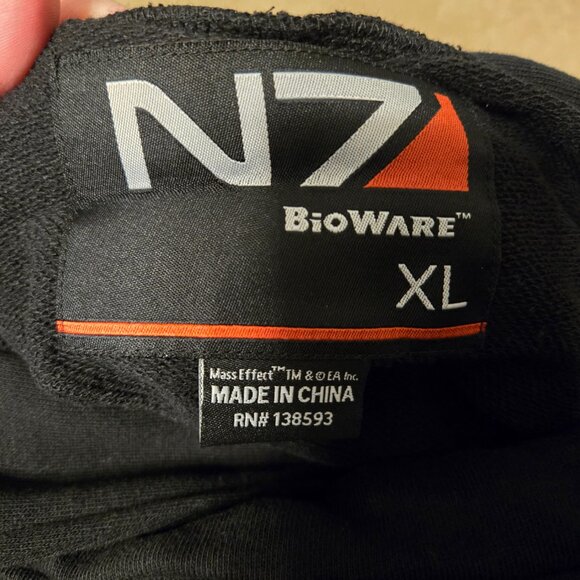 N7
BioWare™
XL
Mass Effect™ TM & © EA Inc.
MADE IN CHINA
RN# 138593